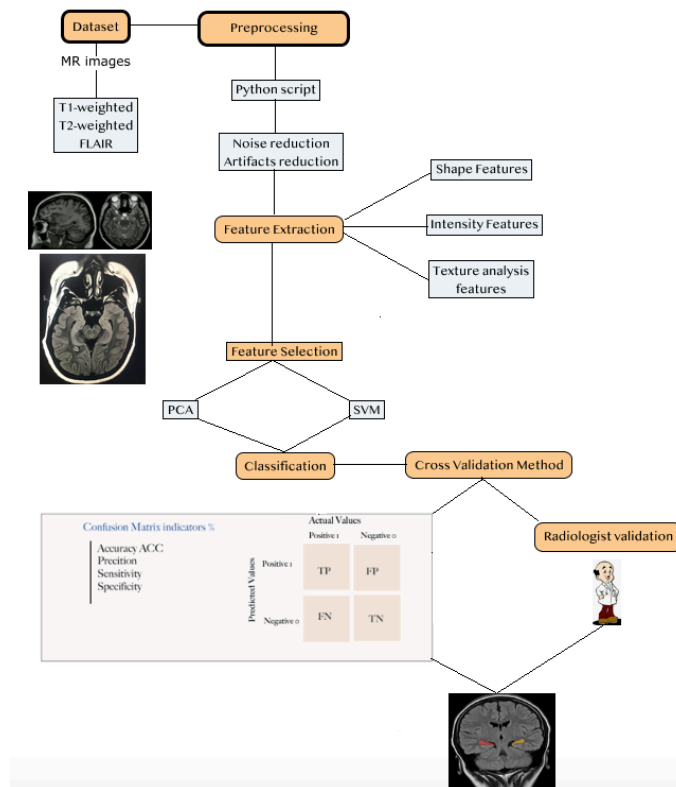 Dataset
Preprocessing
MR images
T1-weighted
T2-weighted
FLAIR
Python script
Noise reduction
Artifacts reduction
Feature Extraction
Shape Features
Intensity Features
Texture analysis
features
Feature Selection
PCA
SVM
Classification
Cross Validation Method
Radiologist validation
Confusion Matrix indicators %
Accuracy ACC
Precition
Sensitivity
Specificity
Actual Values
Positive 1
Negative 0
Predicted Values
Positive 1
TP
FP
Negative 0
FN
TN